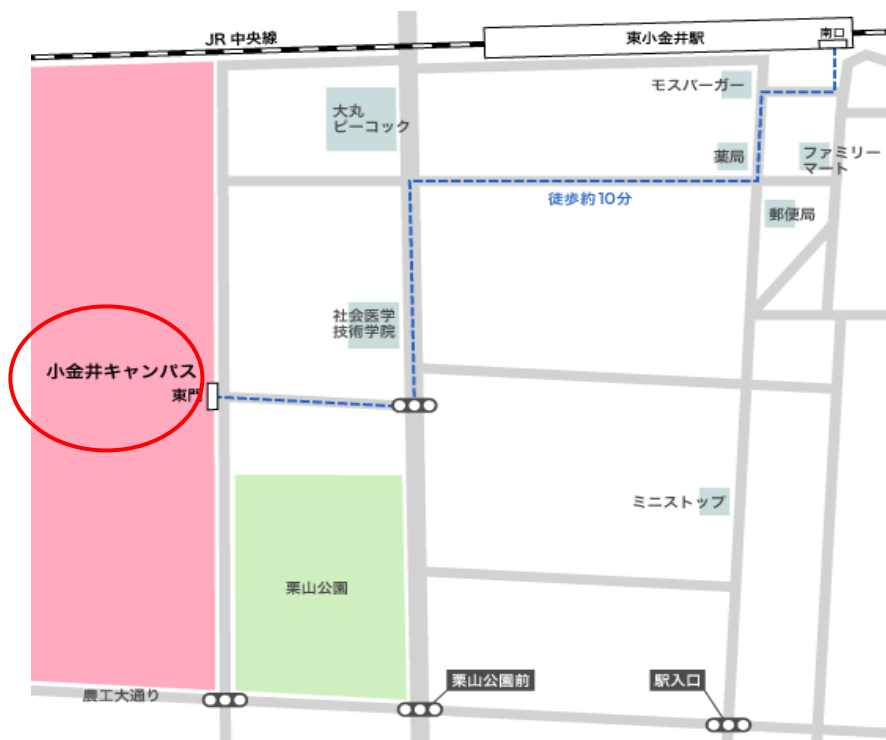 JR 中央線
東小金井駅
南口
モスバーガー
大丸
ピーコック
薬局
ファミリー
マート
徒歩約10分
郵便局
社会医学
技術学院
小金井キャンパス
東門
ミニストップ
栗山公園
農工大通り
栗山公園前
駅入口